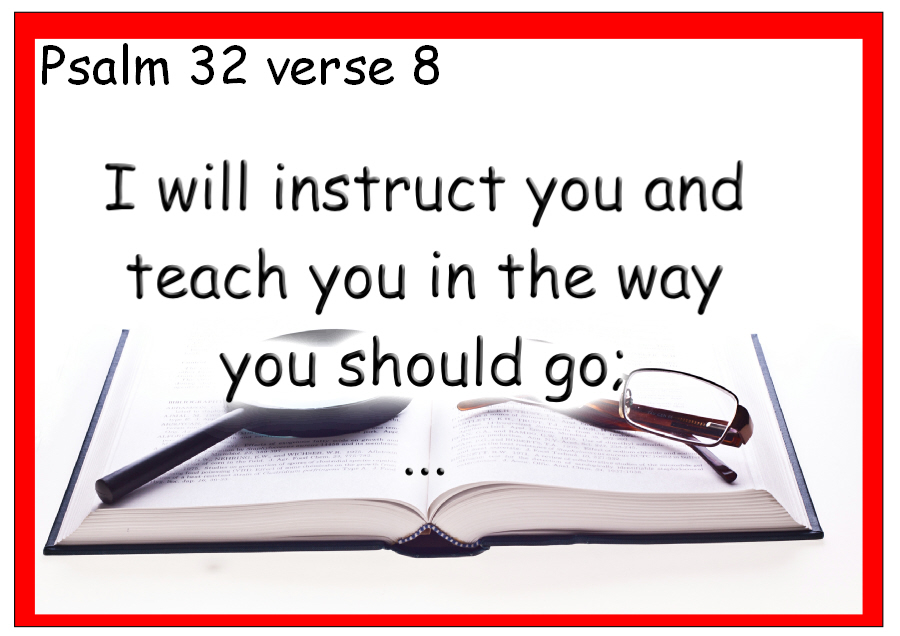 Psalm 32 verse 8
I will instruct you and
teach you in the way
you should go;
...